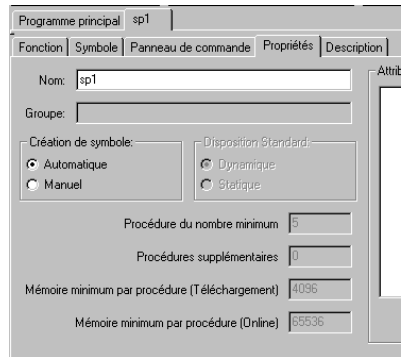 Programme principal sp1
Fonction Symbole Panneau de commande Propriétés Description
Nom: sp1
Attrib
Groupe:
Création de symbole: Disposition Standard:
Automatique Dynamique
Manuel Statique
Procédure du nombre minimum 5
Procédures supplémentaires 0
Mémoire minimum par procédure (Téléchargement) 4096
Mémoire minimum par procédure (Online) 65536